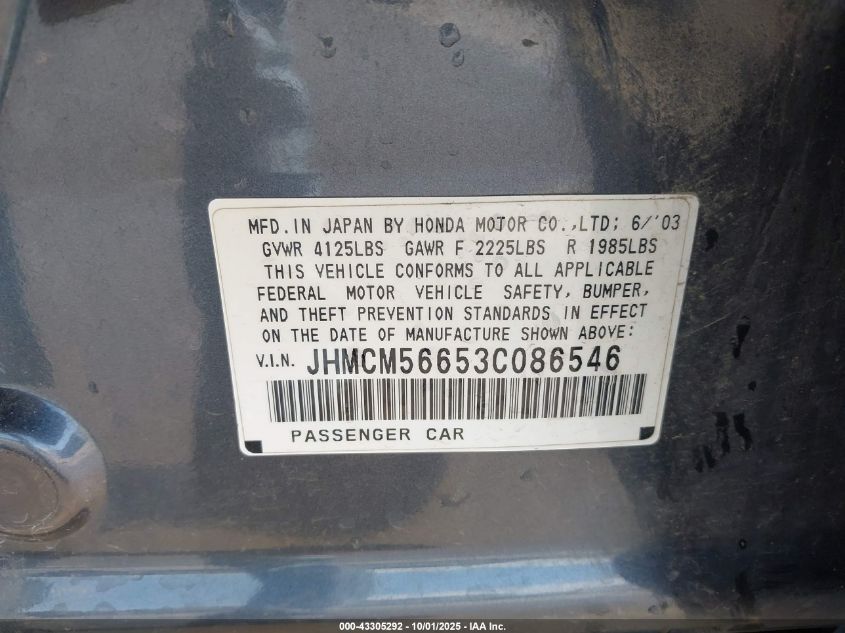 MFD.IN JAPAN BY HONDA MOTOR CO.,LTD; 6/'03
GVWR 4125LBS GAWR F 2225LBS R 1985LBS
THIS VEHICLE CONFORMS TO ALL APPLICABLE
FEDERAL MOTOR VEHICLE SAFETY, BUMPER,
AND THEFT PREVENTION STANDARDS IN EFFECT
ON THE DATE OF MANUFACTURE SHOWN ABOVE:
V.I.N. JHMCM56653C086546
PASSENGER CAR
000-43305292 - 10/01/2025 - IAA Inc.